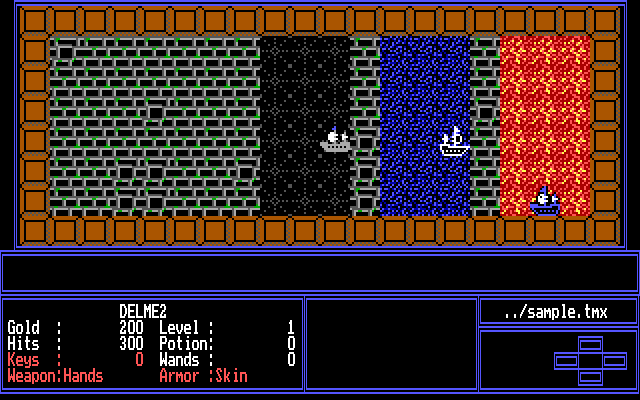 DELME2
Gold : 200 Level : 1
Hits : 300 Potion: 0
Keys : 0 Wands : 0
Weapon:Hands Armor :Skin
../sample.tmx